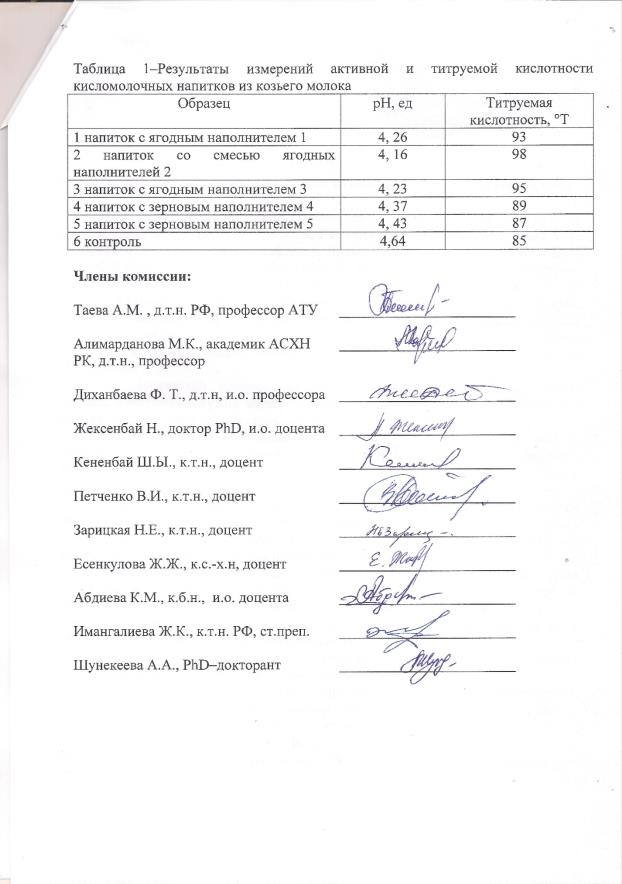 Таблица 1–Результаты измерений активной и титруемой кислотности
кисломолочных напитков из козьего молока
Образец pH, ед Титруемая
кислотность, °Т
1 напиток с ягодным наполнителем 1 4, 26 93
2 напиток со смесью ягодных
наполнителей 2 4, 16 98
3 напиток с ягодным наполнителем 3 4, 23 95
4 напиток с зерновым наполнителем 4 4, 37 89
5 напиток с зерновым наполнителем 5 4, 43 87
6 контроль 4,64 85
Члены комиссии:
Таева А.М. , д.т.н. РФ, профессор АТУ
Алимарданова М.К., академик АСХН
РК, д.т.н., профессор
Диханбаева Ф. Т., д.т.н, и.о. профессора
Жексенбай Н., доктор PhD, и.о. доцента
Кененбай Ш.Ы., к.т.н., доцент
Петченко В.И., к.т.н., доцент
Зарицкая Н.Е., к.т.н., доцент
Есенкулова Ж.Ж., к.с.-х.н, доцент
Абдиева К.М., к.б.н., и.о. доцента
Имангалиева Ж.К., к.т.н. РФ, ст.преп.
Шунекеева А.А., PhD–докторант